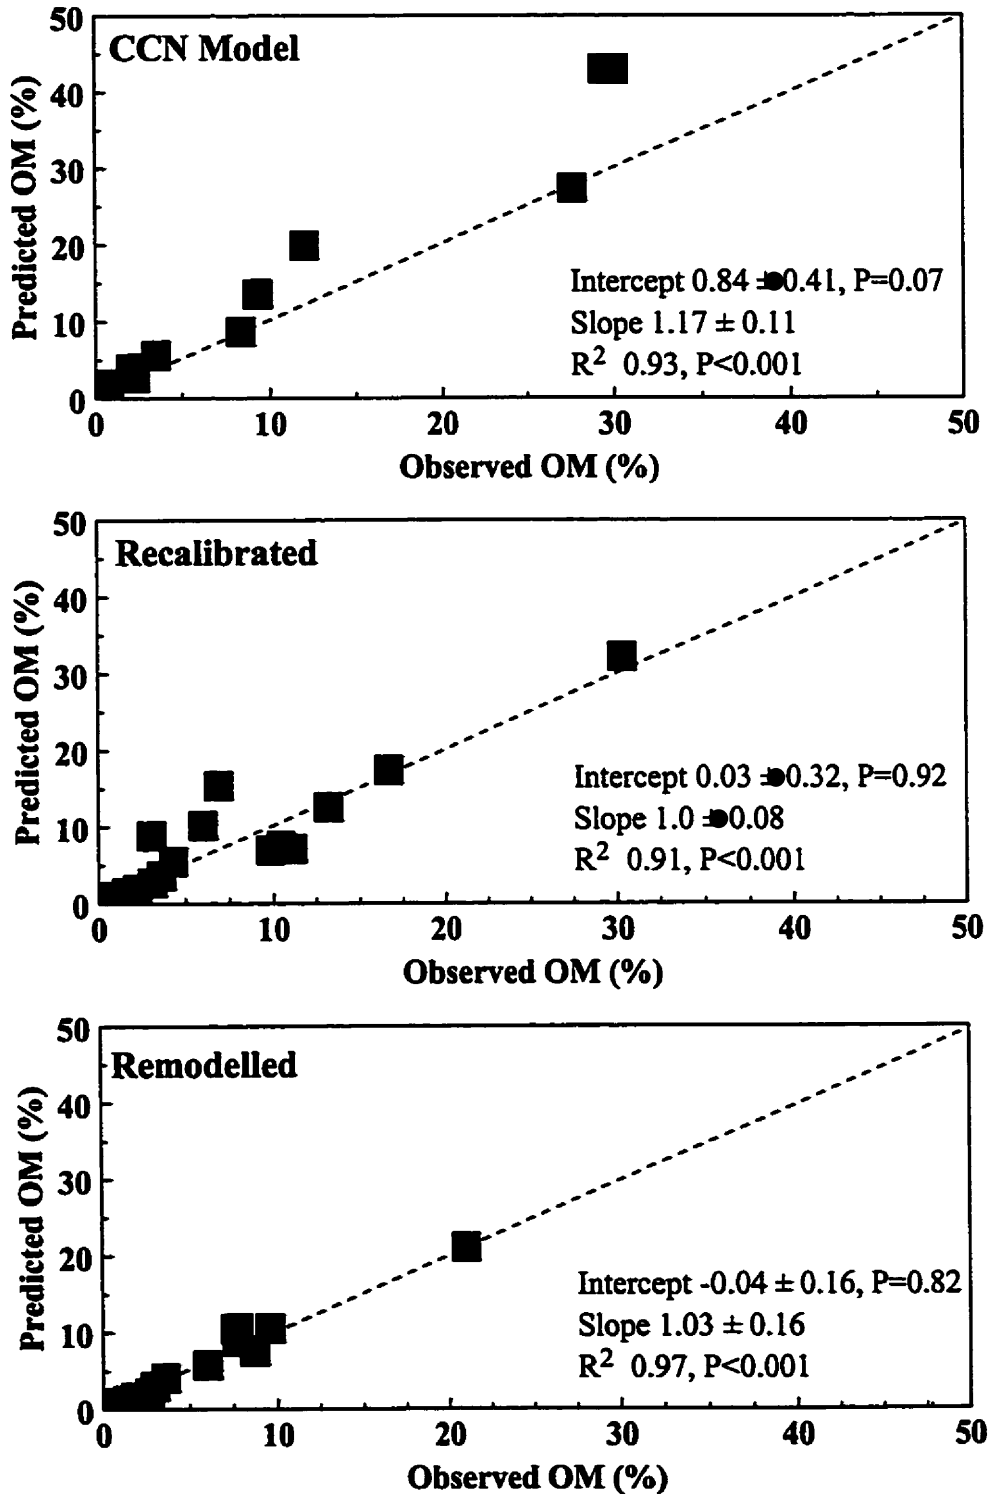 CCN Model
50
40
30
20
10
0
Predicted OM (%)
Intercept 0.84 ±0.41, P=0.07
Slope 1.17 ± 0.11
R² 0.93, P<0.001
0 10 20 30 40 50
Observed OM (%)
Recalibrated
50
40
30
20
10
0
Predicted OM (%)
Intercept 0.03 ±0.32, P=0.92
Slope 1.0 ±0.08
R² 0.91, P<0.001
0 10 20 30 40 50
Observed OM (%)
Remodelled
50
40
30
20
10
0
Predicted OM (%)
Intercept -0.04 ± 0.16, P=0.82
Slope 1.03 ± 0.16
R² 0.97, P<0.001
0 10 20 30 40 50
Observed OM (%)